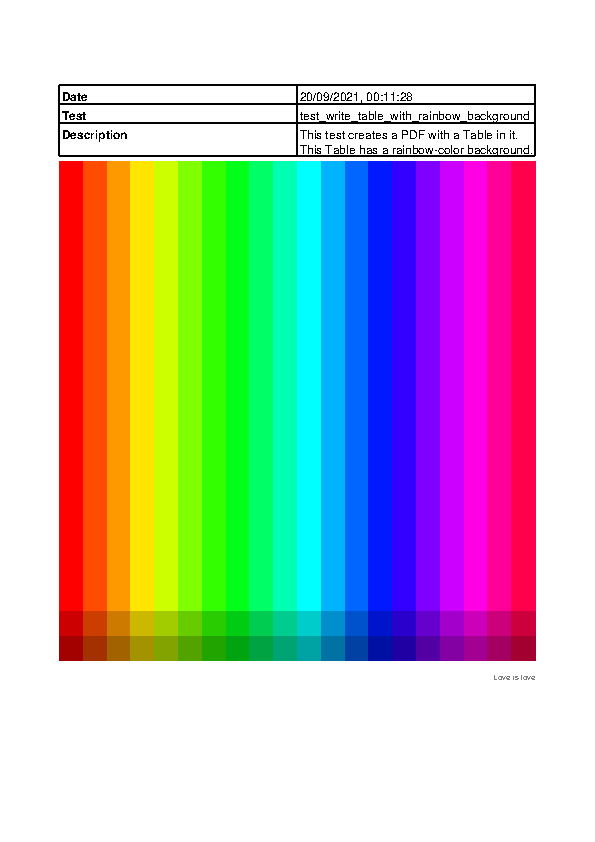 Date 20/09/2021, 00:11:28
Test test_write_table_with_rainbow_background
Description This test creates a PDF with a Table in it.
This Table has a rainbow-color background.
Love is love